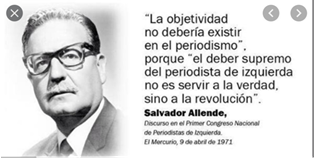 “La objetividad
no debería existir
en el periodismo”,
porque “el deber supremo
del periodista de izquierda
no es servir a la verdad,
sino a la revolución”.
Salvador Allende,
Discurso en el Primer Congreso Nacional
de Periodistas de Izquierda.
El Mercurio, 9 de abril de 1971